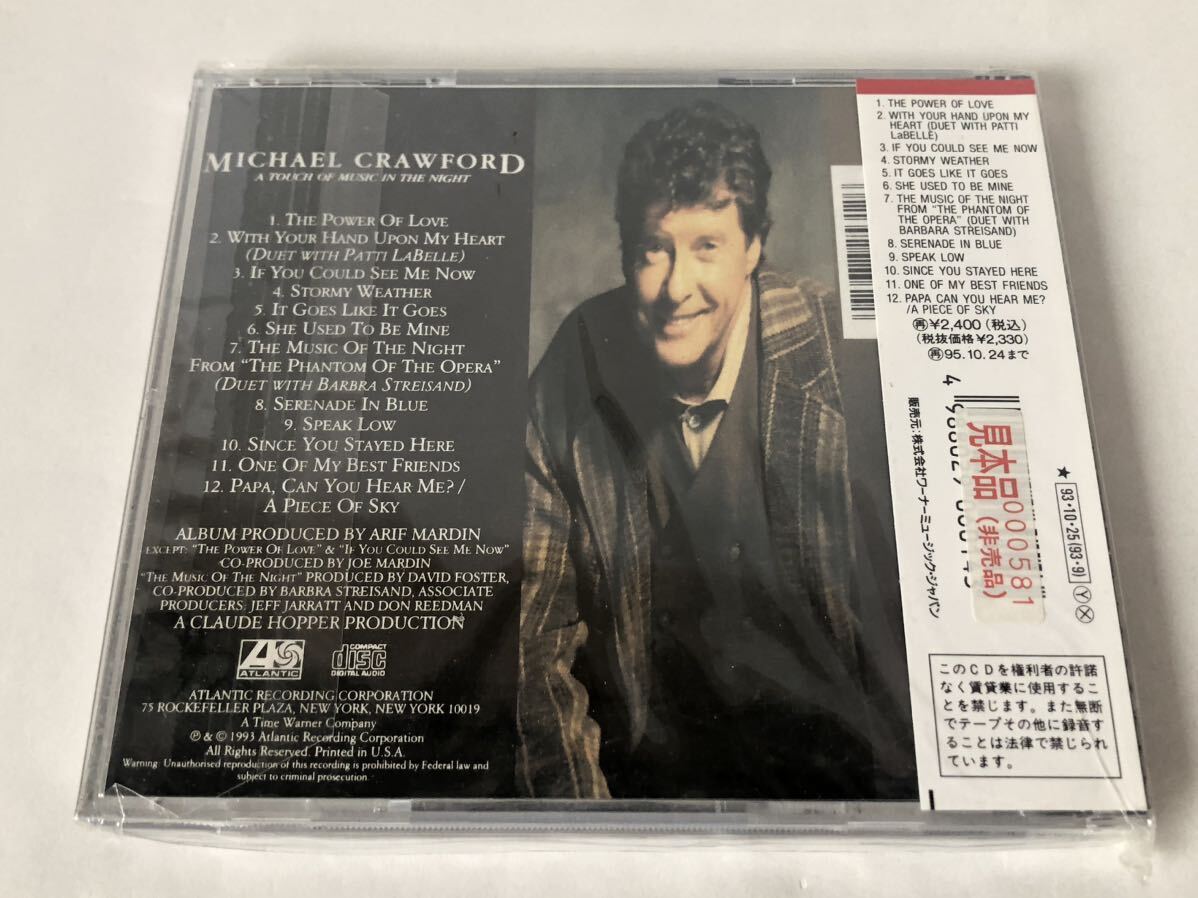 MICHAEL CRAWFORD
A TOUCH OF MUSIC IN THE NIGHT
1. THE POWER OF LOVE
2. WITH YOUR HAND UPON MY HEART
(DUET WITH PATTI LABELLE)
3. IF YOU COULD SEE ME NOW
4. STORMY WEATHER
5. IT GOES LIKE IT GOES
6. SHE USED TO BE MINE
7. THE MUSIC OF THE NIGHT
FROM "THE PHANTOM OF THE OPERA"
(DUET WITH BARBRA STREISAND)
8. SERENADE IN BLUE
9. SPEAK LOW
10. SINCE YOU STAYED HERE
11. ONE OF MY BEST FRIENDS
12. PAPA, CAN YOU HEAR ME?/
A PIECE OF SKY
ALBUM PRODUCED BY ARIF MARDIN
EXCEPT: "THE POWER OF LOVE" & "IF YOU COULD SEE ME NOW"
CO-PRODUCED BY JOE MARDIN
"THE MUSIC OF THE NIGHT" PRODUCED BY DAVID FOSTER,
CO-PRODUCED BY BARBRA STREISAND, ASSOCIATE
PRODUCERS: JEFF JARRATT AND DON REEDMAN
A CLAUDE HOPPER PRODUCTION
ATLANTIC
COMPACT
disc
DIGITAL AUDIO
ATLANTIC RECORDING CORPORATION
75 ROCKEFELLER PLAZA, NEW YORK, NEW YORK 10019
A Time Warner Company
℗ & © 1993 Atlantic Recording Corporation
All Rights Reserved. Printed in U.S.A.
Warning: Unauthorised reproduction of this recording is prohibited by Federal law and
subject to criminal prosecution.
1. THE POWER OF LOVE
2. WITH YOUR HAND UPON MY
HEART (DUET WITH PATTI
LaBELLE)
3. IF YOU COULD SEE ME NOW
4. STORMY WEATHER
5. IT GOES LIKE IT GOES
6. SHE USED TO BE MINE
7. THE MUSIC OF THE NIGHT
FROM "THE PHANTOM OF
THE OPERA" (DUET WITH
BARBARA STREISAND)
8. SERENADE IN BLUE
9. SPEAK LOW
10. SINCE YOU STAYED HERE
11. ONE OF MY BEST FRIENDS
12. PAPA CAN YOU HEAR ME?
/A PIECE OF SKY
再¥2,400(税込)
(税抜価格¥2,330)
再95.10.24まで
販売元:株式会社ワーナーミュージック・ジャパン
見本品(非売品)
000581
★93・10・25(93・9)ⓎⓍ
このCDを権利者の許諾
なく賃貸業に使用するこ
とを禁じます。また無断
でテープその他に録音す
ることは法律で禁じられ
ています。